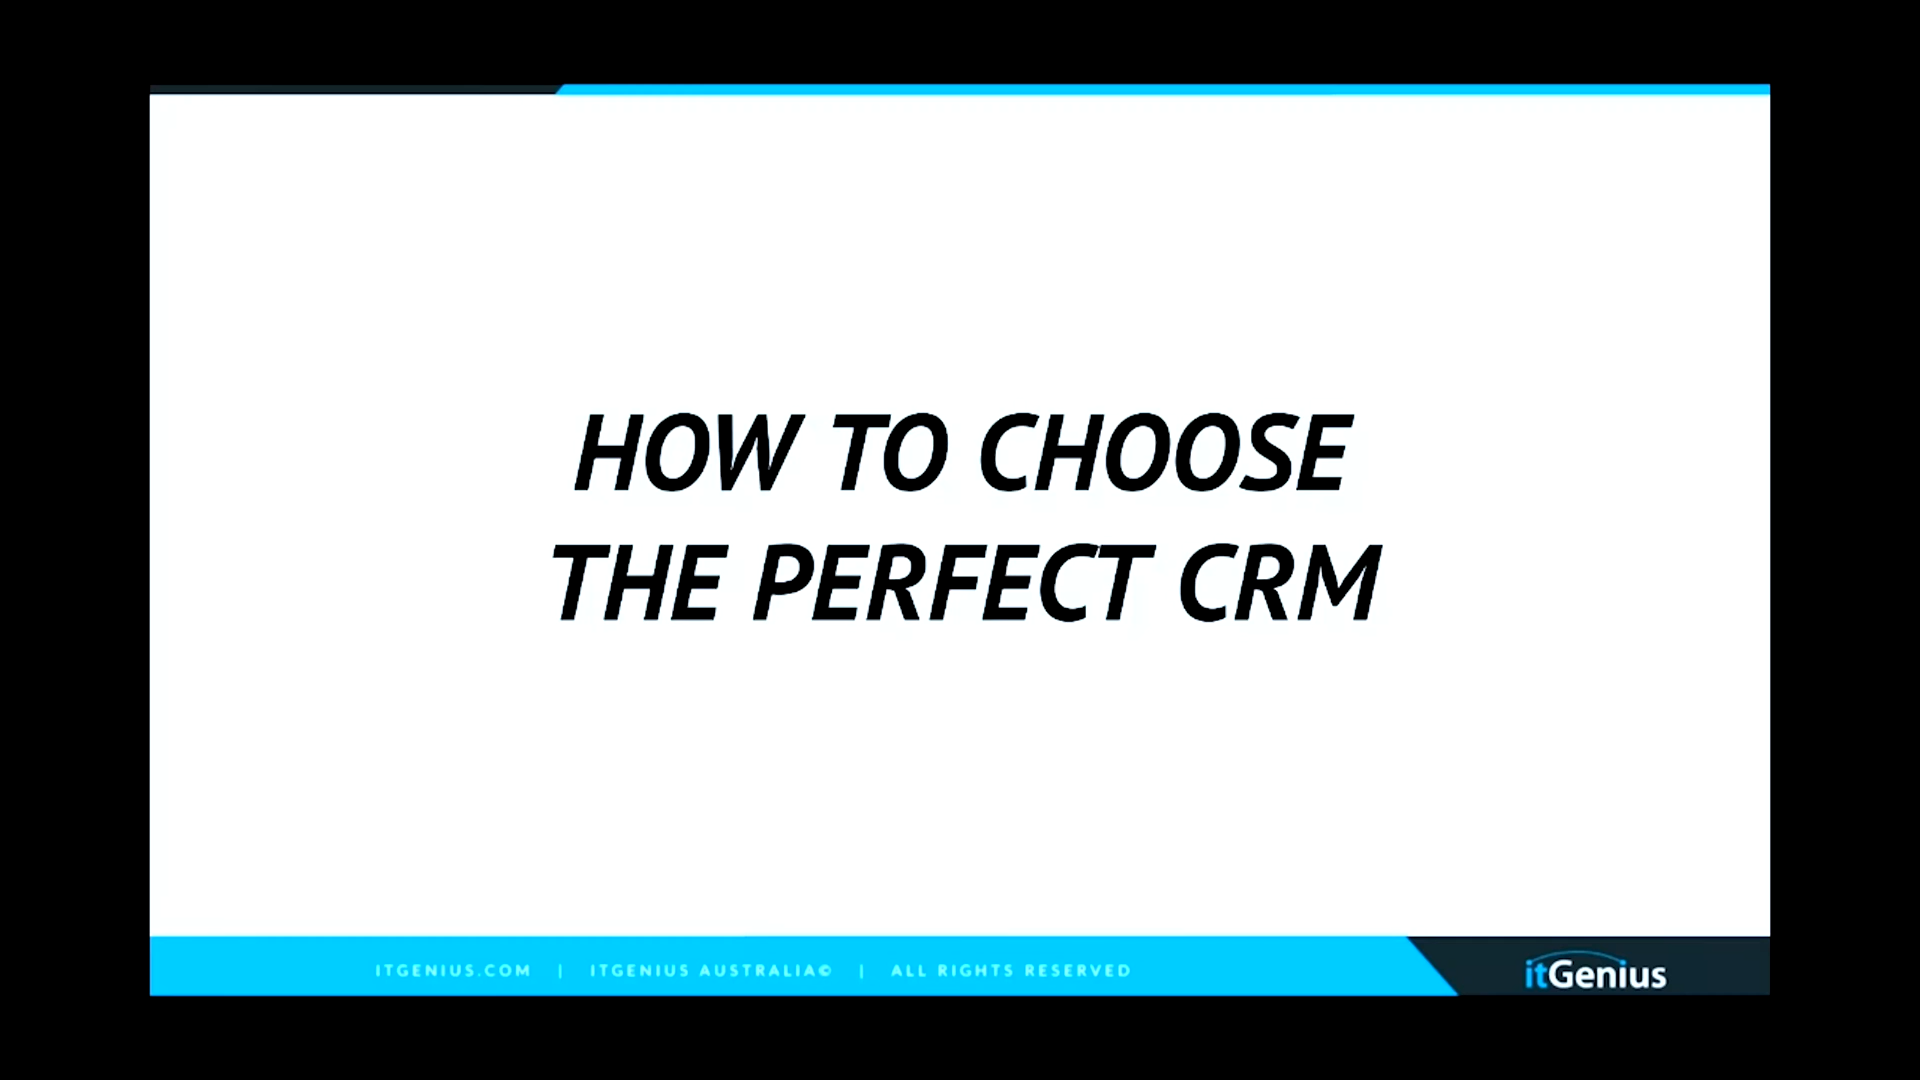 HOW TO CHOOSE
THE PERFECT CRM
ITGENIUS.COM | ITGENIUS AUSTRALIA© | ALL RIGHTS RESERVED
itGenius